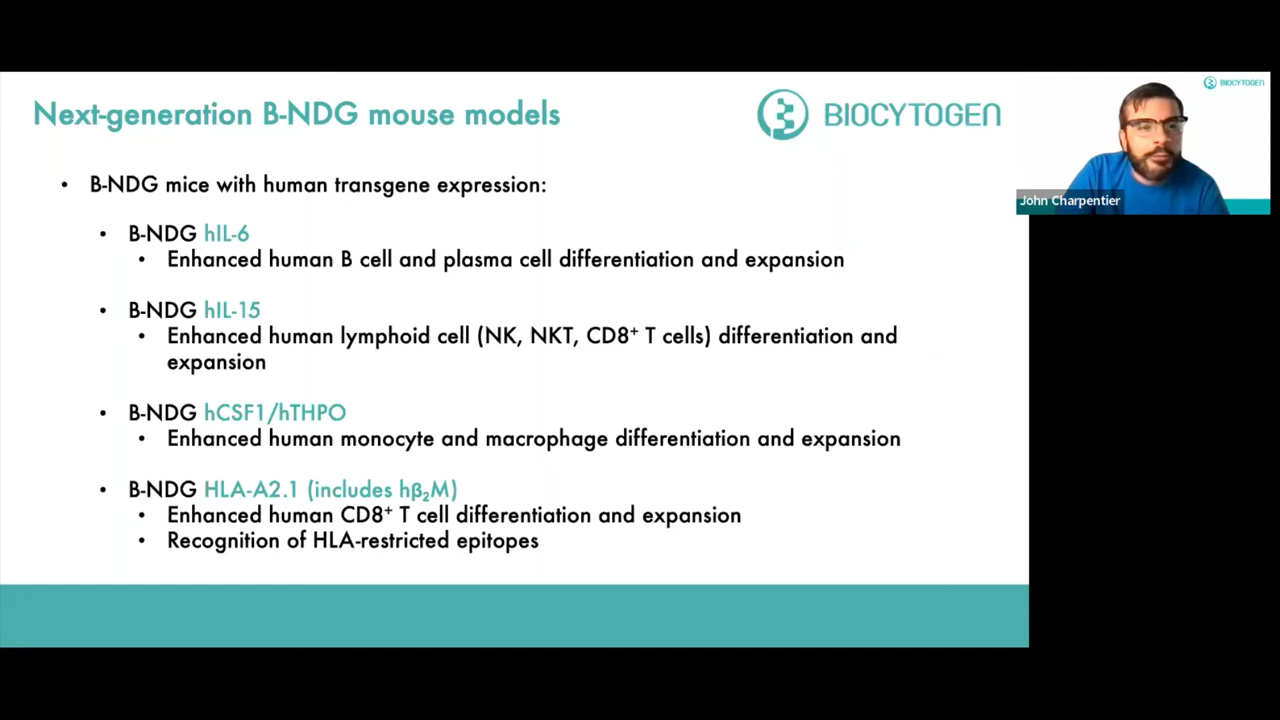 Next-generation B-NDG mouse models
BIOCYTOGEN
BIOCYTOGEN
John Charpentier
• B-NDG mice with human transgene expression:
• B-NDG hIL-6
• Enhanced human B cell and plasma cell differentiation and expansion
• B-NDG hIL-15
• Enhanced human lymphoid cell (NK, NKT, CD8⁺ T cells) differentiation and
expansion
• B-NDG hCSF1/hTHPO
• Enhanced human monocyte and macrophage differentiation and expansion
• B-NDG HLA-A2.1 (includes hβ₂M)
• Enhanced human CD8⁺ T cell differentiation and expansion
• Recognition of HLA-restricted epitopes